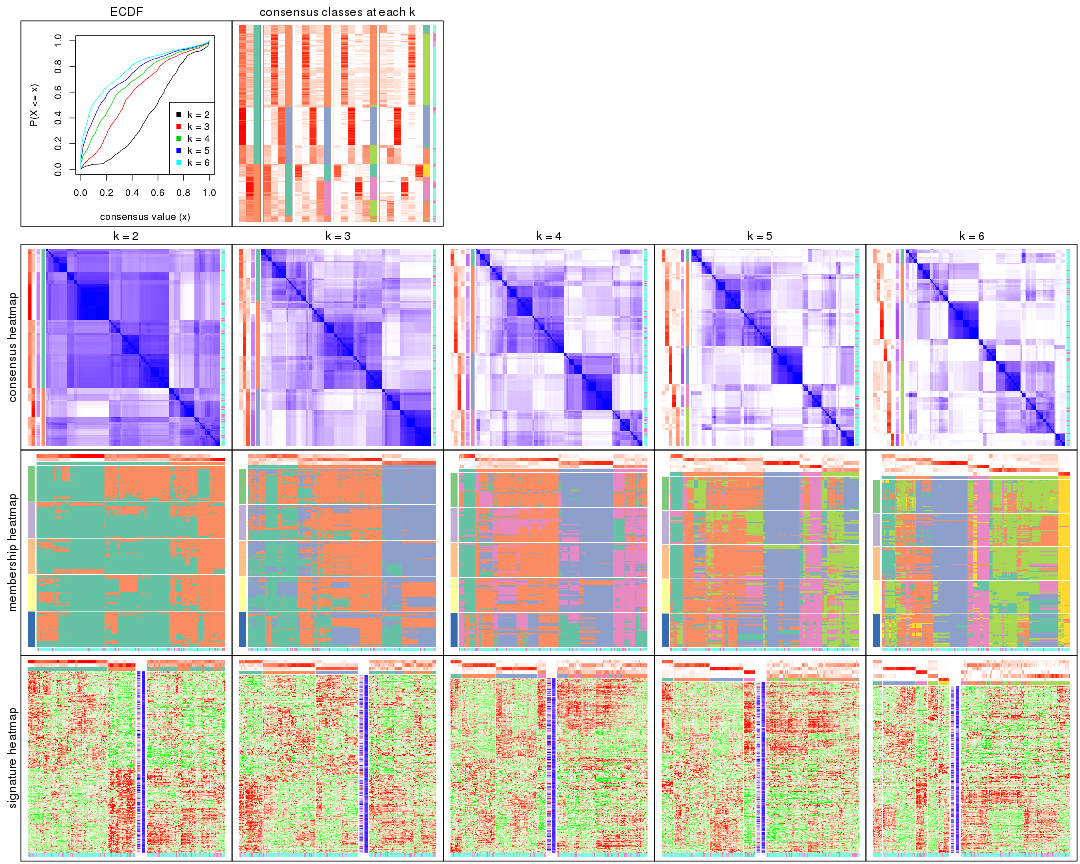 ECDF
consensus classes at each k
P(X <= x)
0.0 0.2 0.4 0.6 0.8 1.0
k = 2
k = 3
k = 4
k = 5
k = 6
0.0 0.2 0.4 0.6 0.8 1.0
consensus value (x)
k = 2
k = 3
k = 4
k = 5
k = 6
consensus heatmap
membership heatmap
signature heatmap